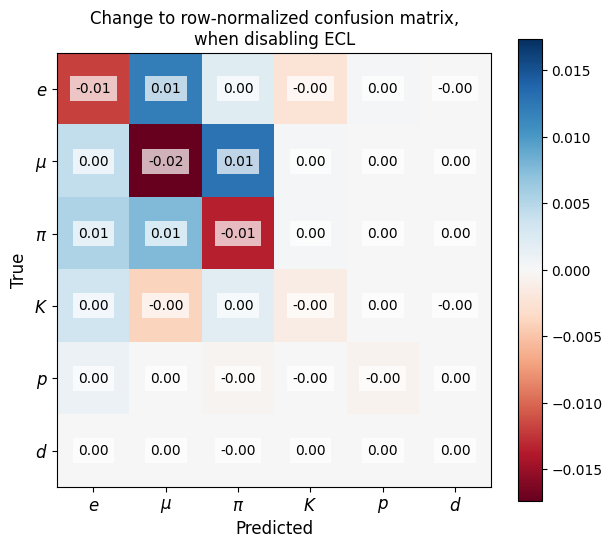 Change to row-normalized confusion matrix,
when disabling ECL
e -0.01 0.01 0.00 -0.00 0.00 -0.00
μ 0.00 -0.02 0.01 0.00 0.00 0.00
π 0.01 0.01 -0.01 0.00 0.00 0.00
K 0.00 -0.00 0.00 -0.00 0.00 -0.00
p 0.00 0.00 -0.00 -0.00 -0.00 0.00
d 0.00 0.00 -0.00 0.00 0.00 0.00
e μ π K p d
True
Predicted
0.015
0.010
0.005
0.000
−0.005
−0.010
−0.015